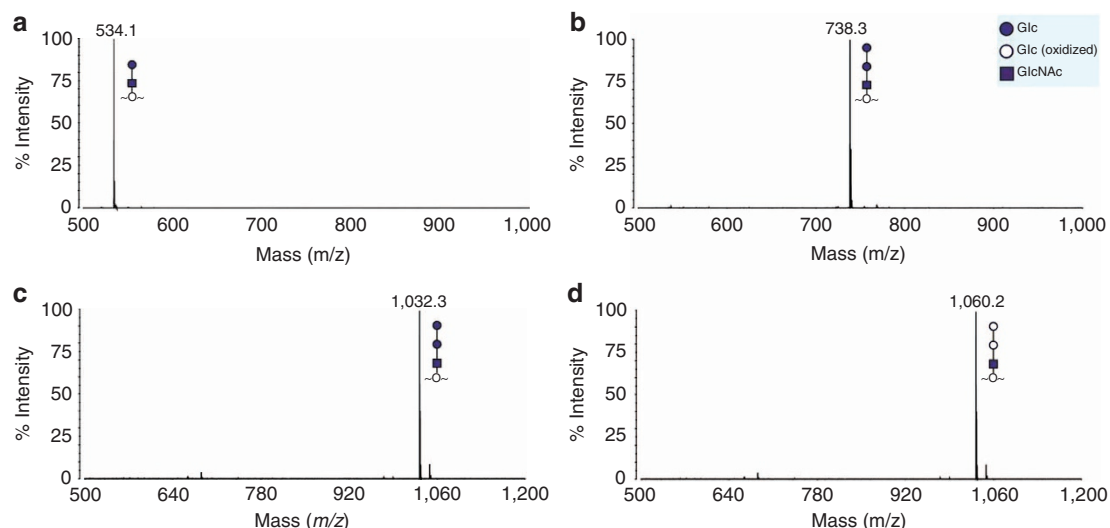 a
534.1
100
75
50
25
0
% Intensity
500 600 700 800 900 1,000
Mass (m/z)
b
738.3
100
75
50
25
0
% Intensity
500 600 700 800 900 1,000
Mass (m/z)
Glc
Glc (oxidized)
GlcNAc
c
1,032.3
100
75
50
25
0
% Intensity
500 640 780 920 1,060 1,200
Mass (m/z)
d
1,060.2
100
75
50
25
0
% Intensity
500 640 780 920 1,060 1,200
Mass (m/z)